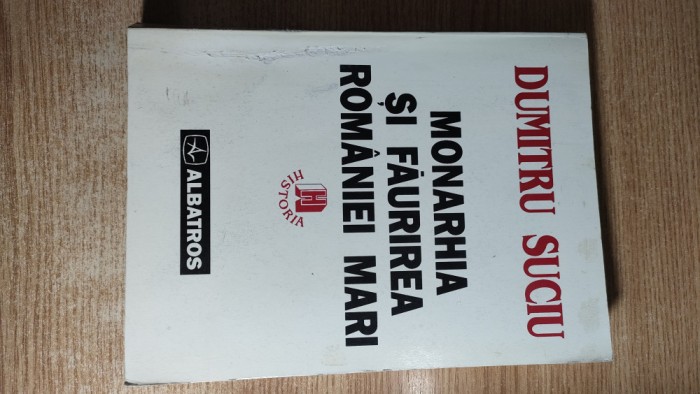 DUMITRU SUCIU
MONARHIA
ȘI FĂURIREA
ROMÂNIEI MARI
HISTORIA
ALBATROS